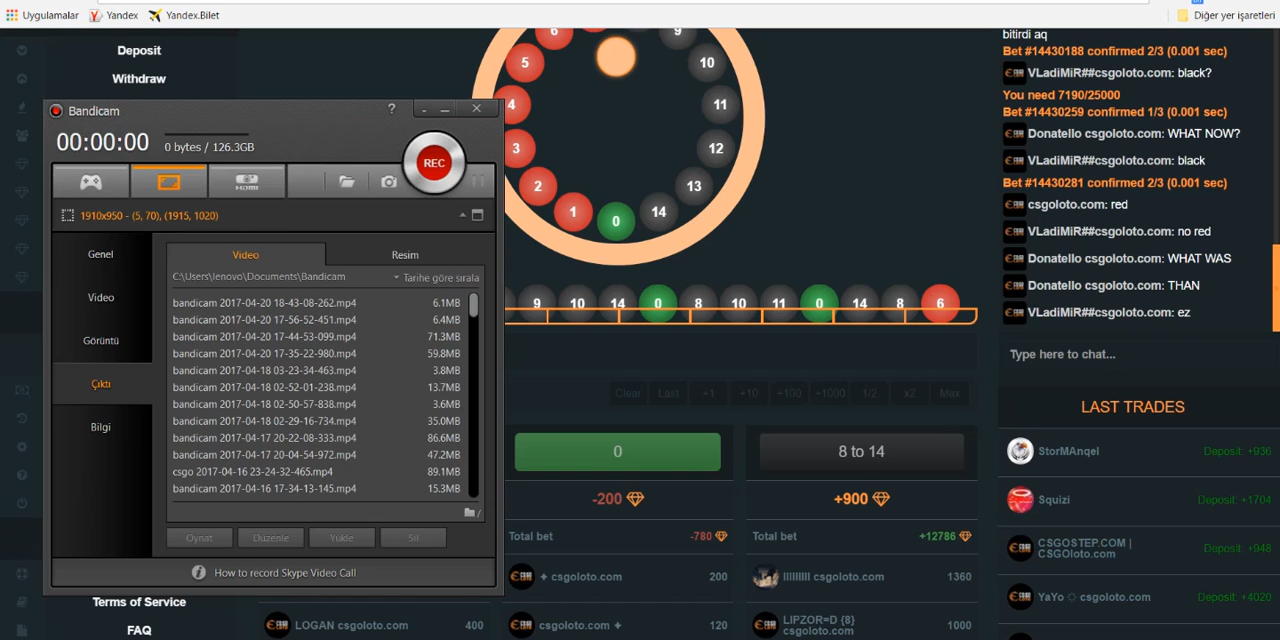 Uygulamalar
Yandex
Yandex.Bilet
Diğer yer işaretleri
Deposit
Withdraw
Bandicam
?
00:00:00
0 bytes / 126.3GB
REC
HDMI
1910x950 - (5, 70), (1915, 1020)
Genel
Video
Görüntü
Çıktı
Bilgi
Video
Resim
C:\Users\lenovo\Documents\Bandicam
Tarihe göre sırala
bandicam 2017-04-20 18-43-08-262.mp4 6.1MB
bandicam 2017-04-20 17-56-52-451.mp4 6.4MB
bandicam 2017-04-20 17-44-53-099.mp4 71.3MB
bandicam 2017-04-20 17-35-22-980.mp4 59.8MB
bandicam 2017-04-18 03-23-34-463.mp4 3.8MB
bandicam 2017-04-18 02-52-01-238.mp4 13.7MB
bandicam 2017-04-18 02-50-57-838.mp4 3.6MB
bandicam 2017-04-18 02-29-16-734.mp4 35.0MB
bandicam 2017-04-17 20-22-08-333.mp4 86.6MB
bandicam 2017-04-17 20-04-54-972.mp4 47.2MB
csgo 2017-04-16 23-24-32-465.mp4 89.1MB
bandicam 2017-04-16 17-34-13-145.mp4 15.3MB
Oynat
Düzenle
Yükle
Sil
How to record Skype Video Call
Terms of Service
FAQ
6
5
4
3
2
1
0
14
13
12
11
10
9
9 10 14 0 8 10 11 0 14 8 6
Clear Last +1 +10 +100 +1000 1/2 x2 Max
0
-200
Total bet -780
✦ csgoloto.com 200
csgoloto.com ✦ 120
8 to 14
+900
Total bet +12786
lllllllll csgoloto.com 1360
LIPZOR=D {8} csgoloto.com 1000
LOGAN csgoloto.com 400
bitirdi aq
Bet #14430188 confirmed 2/3 (0.001 sec)
VLadiMiR##csgoloto.com: black?
You need 7190/25000
Bet #14430259 confirmed 1/3 (0.001 sec)
Donatello csgoloto.com: WHAT NOW?
VLadiMiR##csgoloto.com: black
Bet #14430281 confirmed 2/3 (0.001 sec)
csgoloto.com: red
VLadiMiR##csgoloto.com: no red
Donatello csgoloto.com: WHAT WAS
Donatello csgoloto.com: THAN
VLadiMiR##csgoloto.com: ez
Type here to chat...
LAST TRADES
StorMAnqel Deposit: +936
Squizi Deposit: +1704
CSGOSTEP.COM | CSGOloto.com Deposit: +948
YaYo csgoloto.com Deposit: +4020